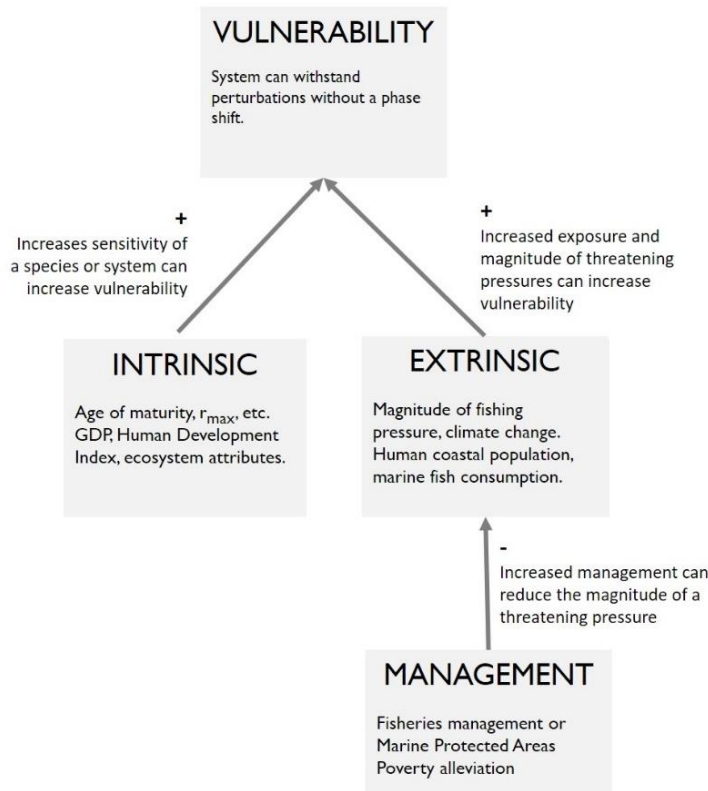 VULNERABILITY
System can withstand
perturbations without a phase
shift.
+
Increases sensitivity of
a species or system can
increase vulnerability
+
Increased exposure and
magnitude of threatening
pressures can increase
vulnerability
INTRINSIC
Age of maturity, rmax, etc.
GDP, Human Development
Index, ecosystem attributes.
EXTRINSIC
Magnitude of fishing
pressure, climate change.
Human coastal population,
marine fish consumption.
-
Increased management can
reduce the magnitude of a
threatening pressure
MANAGEMENT
Fisheries management or
Marine Protected Areas
Poverty alleviation